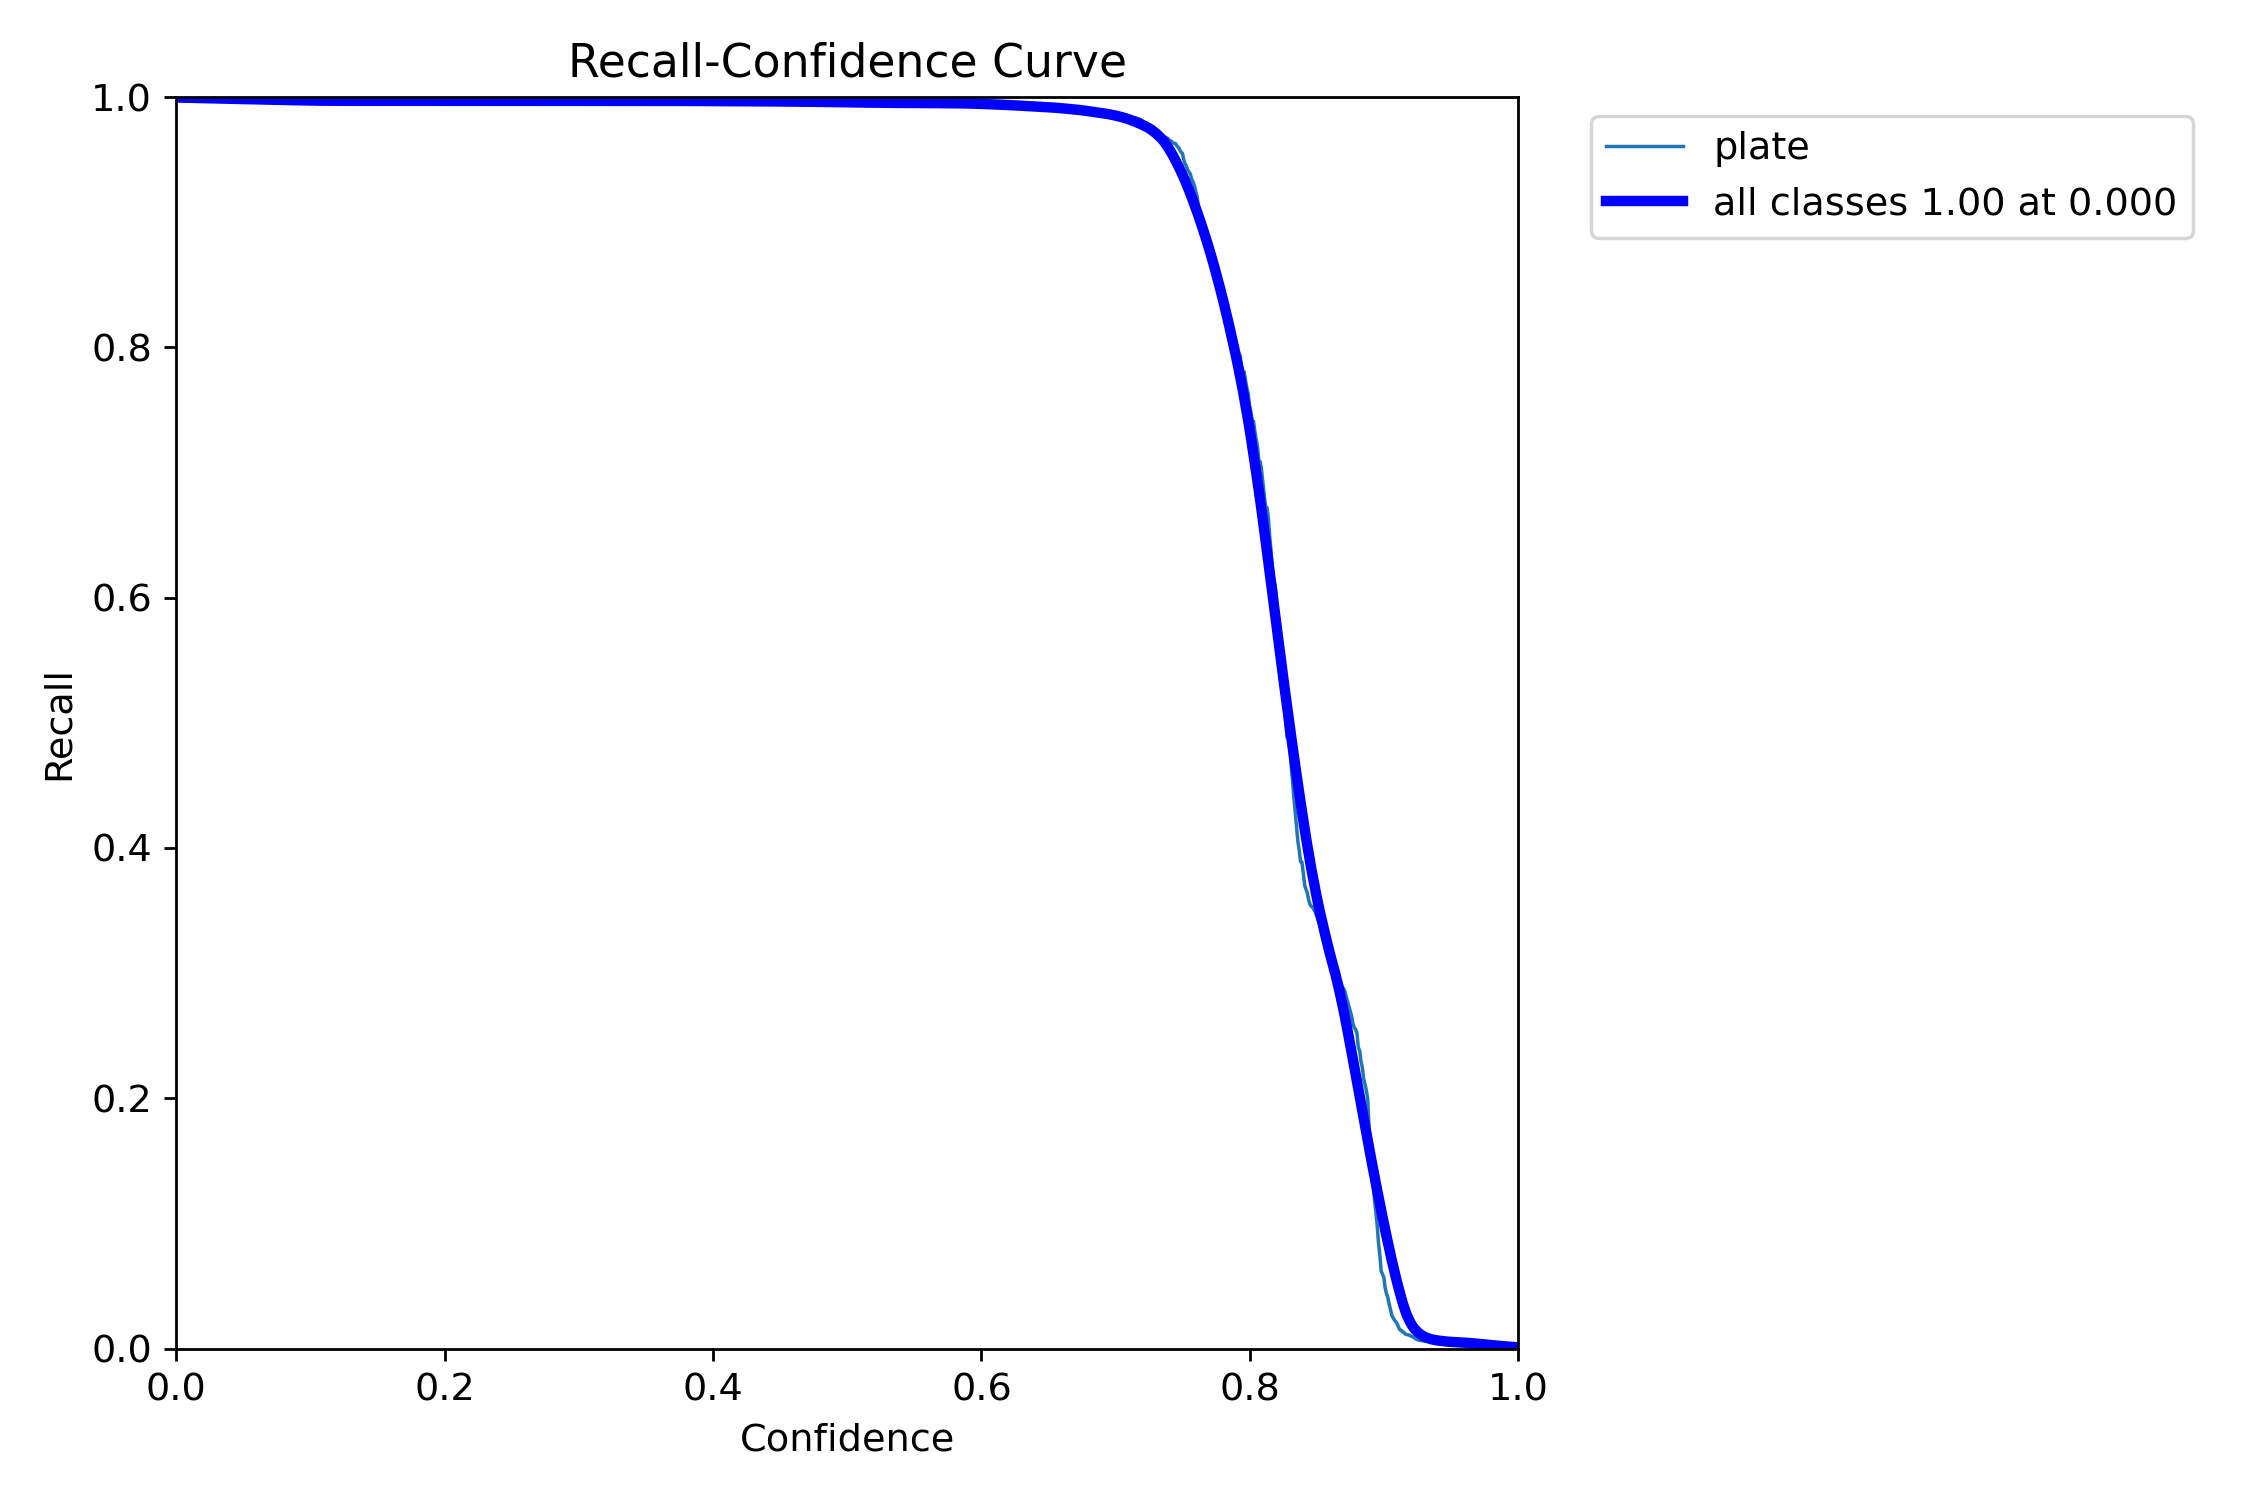 Recall-Confidence Curve
1.0
0.8
0.6
0.4
0.2
0.0
Recall
0.0 0.2 0.4 0.6 0.8 1.0
Confidence
plate
all classes 1.00 at 0.000